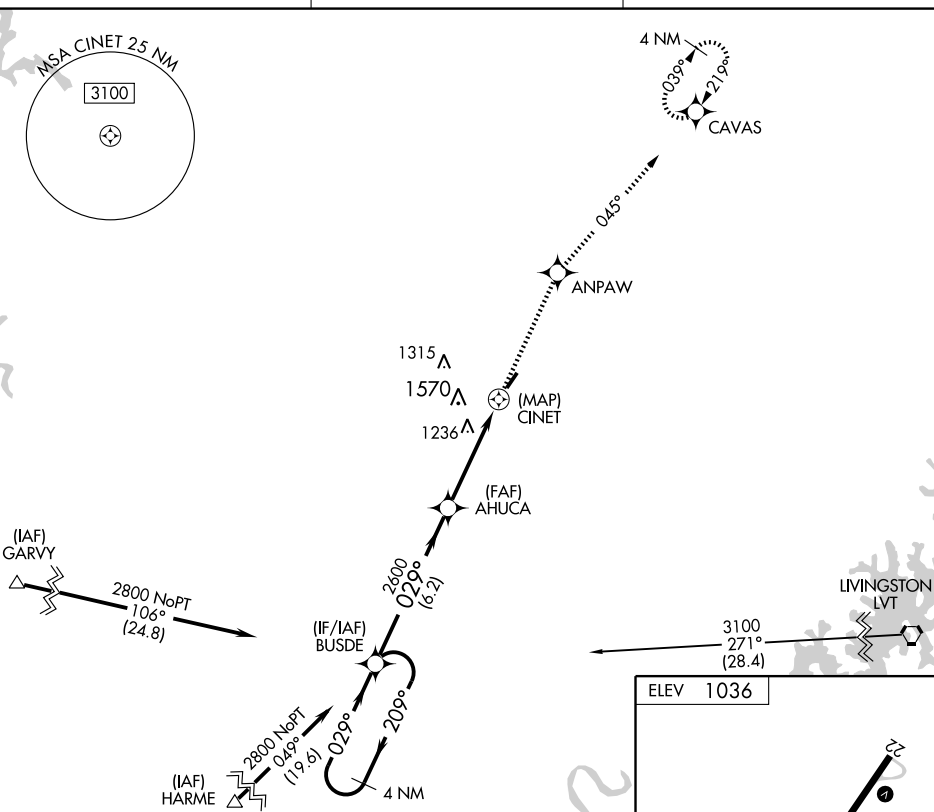 MSA CINET 25 NM
3100
4 NM
039°
219°
CAVAS
045°
ANPAW
1315
1570
1236
(MAP)
CINET
(FAF)
AHUCA
(IAF)
GARVY
2800 NoPT
106°
(24.8)
2600
029°
(6.2)
(IF/IAF)
BUSDE
LIVINGSTON
LVT
3100
271°
(28.4)
2800 NoPT
049°
(19.6)
029°
209°
4 NM
(IAF)
HARME
ELEV 1036
22
V